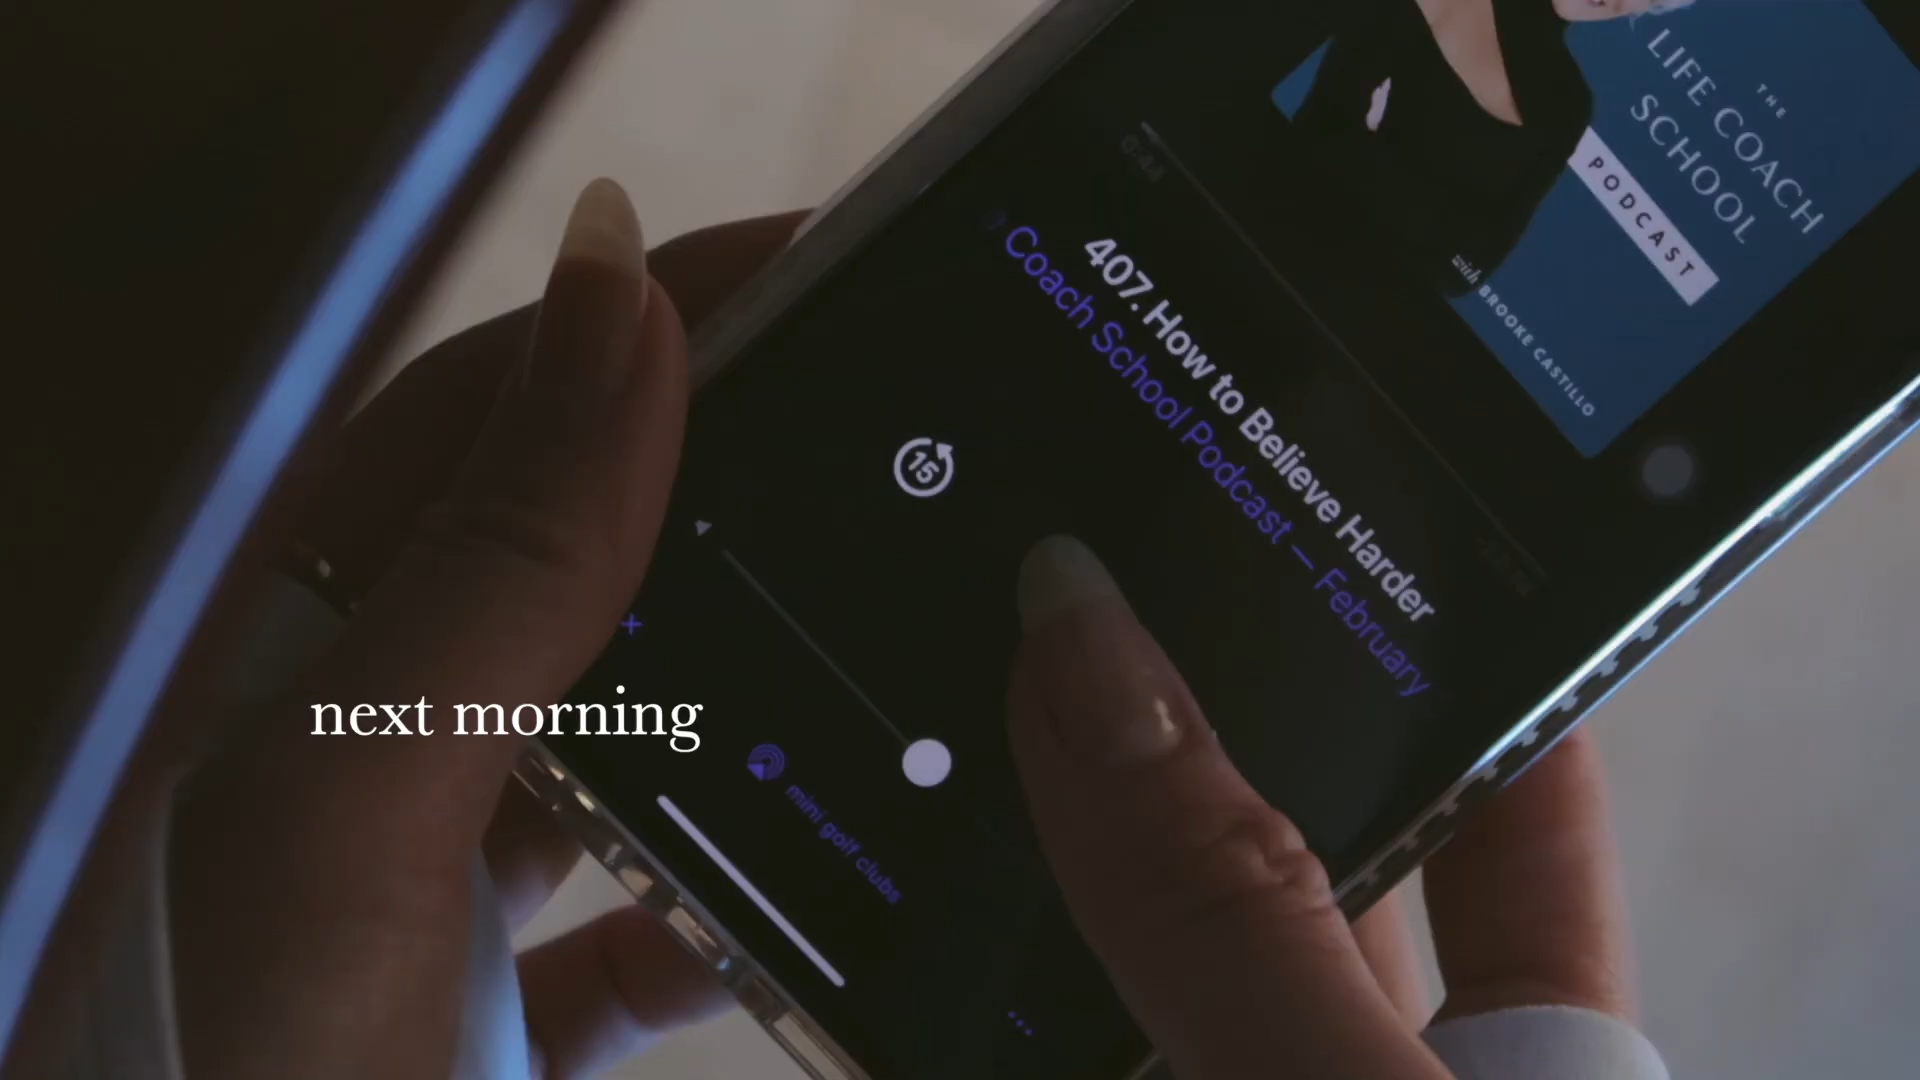 THE
LIFE COACH
SCHOOL
PODCAST
with BROOKE CASTILLO
407. How to Believe Harder
Coach School Podcast — February
15
mini golf clubs
next morning